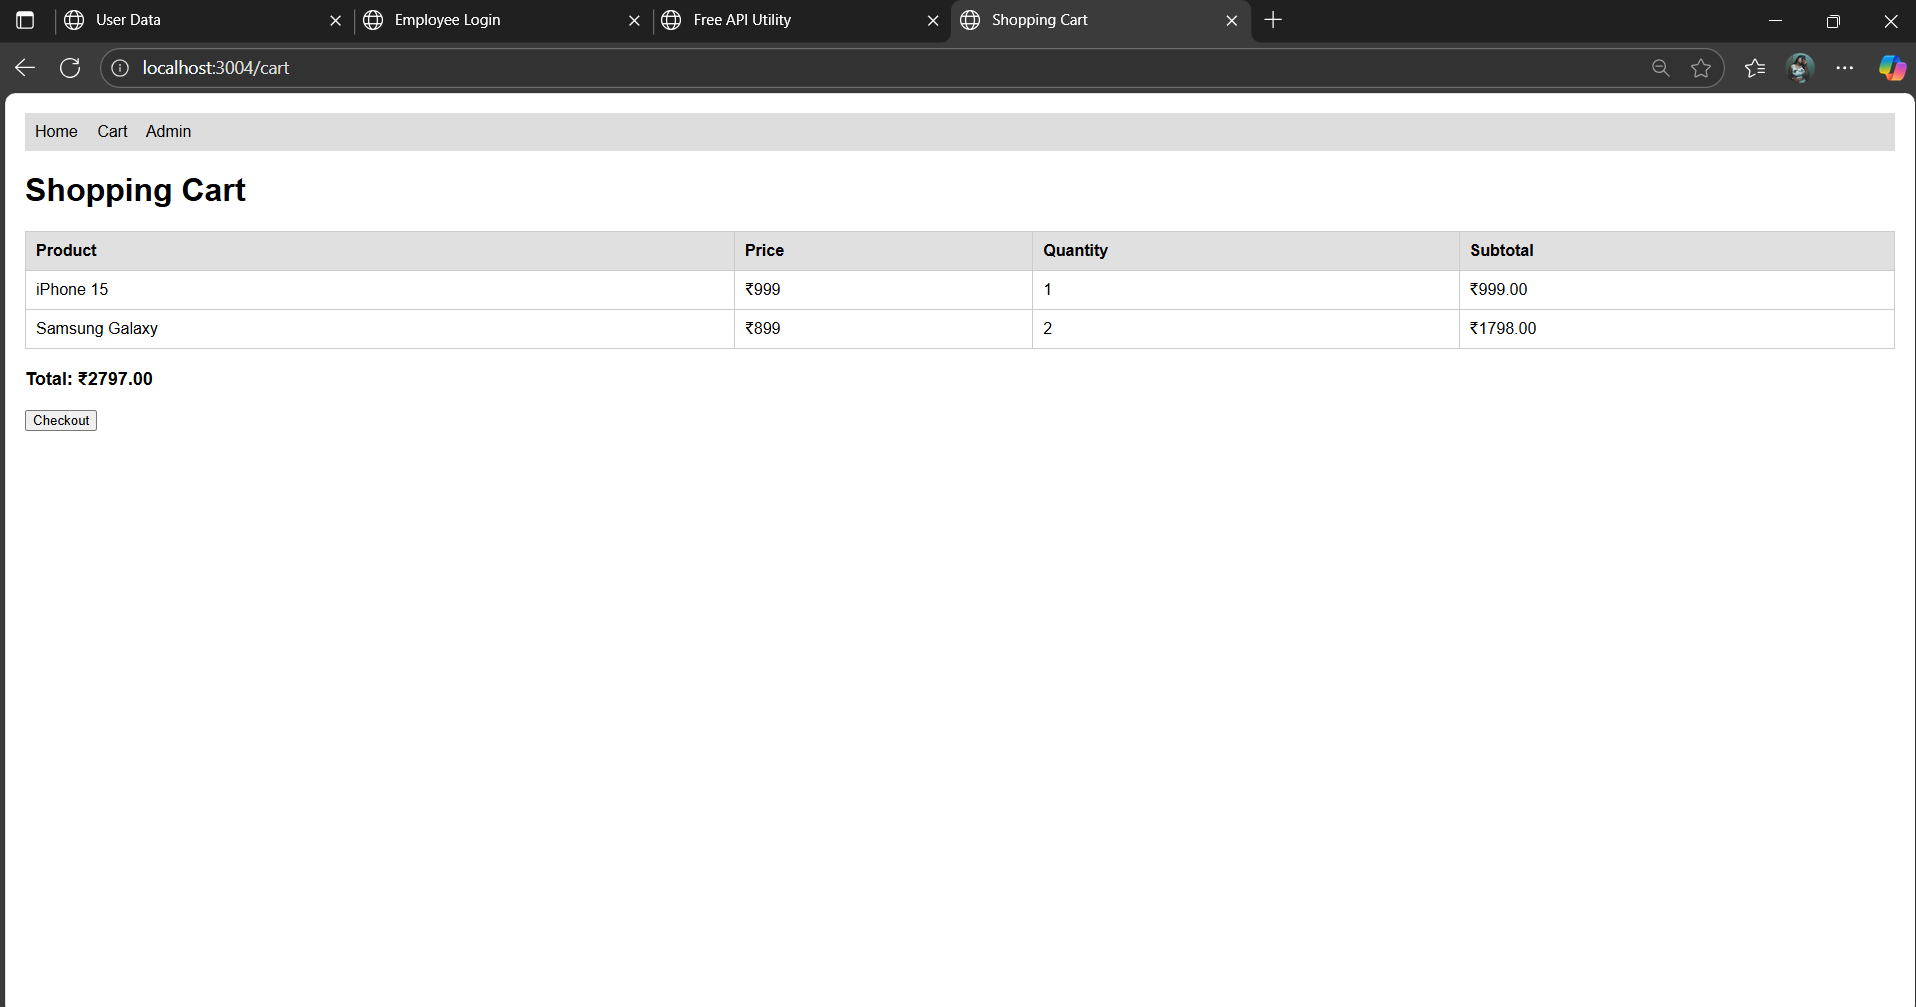 User Data Employee Login Free API Utility Shopping Cart
localhost:3004/cart
Home Cart Admin
Shopping Cart
Product Price Quantity Subtotal
iPhone 15 ₹999 1 ₹999.00
Samsung Galaxy ₹899 2 ₹1798.00
Total: ₹2797.00
Checkout